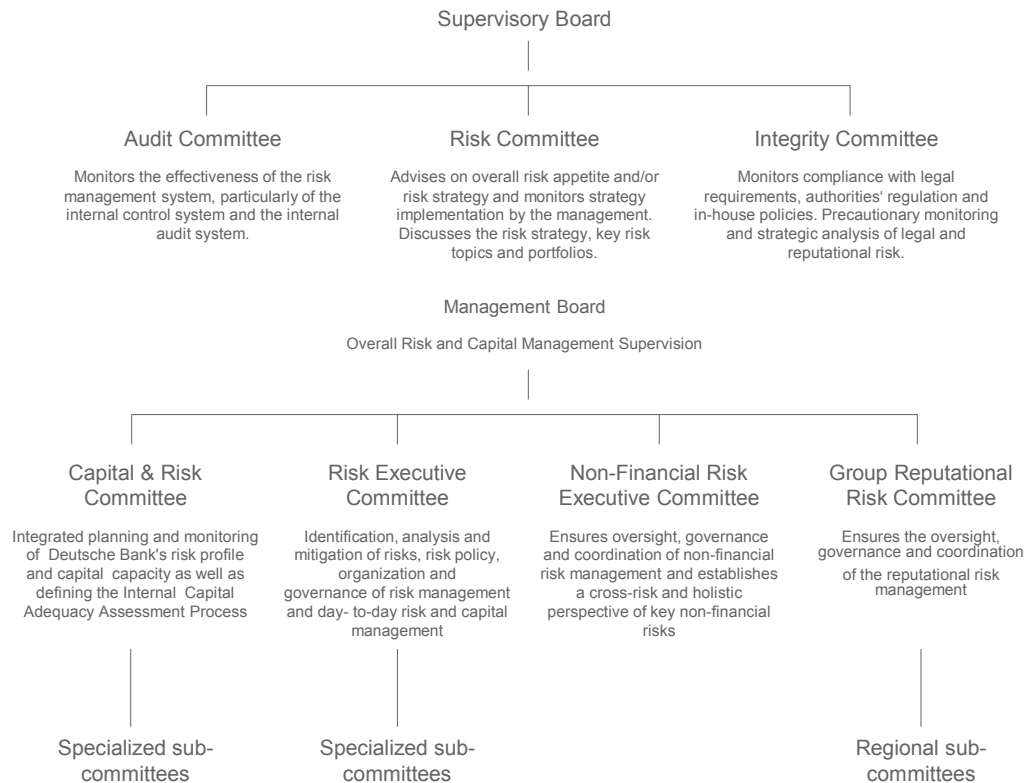 Supervisory Board
Audit Committee
Monitors the effectiveness of the risk
management system, particularly of the
internal control system and the internal
audit system.
Risk Committee
Advises on overall risk appetite and/or
risk strategy and monitors strategy
implementation by the management.
Discusses the risk strategy, key risk
topics and portfolios.
Integrity Committee
Monitors compliance with legal
requirements, authorities‘ regulation and
in-house policies. Precautionary monitoring
and strategic analysis of legal and
reputational risk.
Management Board
Overall Risk and Capital Management Supervision
Capital & Risk
Committee
Integrated planning and monitoring
of Deutsche Bank's risk profile
and capital capacity as well as
defining the Internal Capital
Adequacy Assessment Process
Specialized sub-
committees
Risk Executive
Committee
Identification, analysis and
mitigation of risks, risk policy,
organization and
governance of risk management
and day- to-day risk and capital
management
Specialized sub-
committees
Non-Financial Risk
Executive Committee
Ensures oversight, governance
and coordination of non-financial
risk management and establishes
a cross-risk and holistic
perspective of key non-financial
risks
Group Reputational
Risk Committee
Ensures the oversight,
governance and coordination
of the reputational risk
management
Regional sub-
committees